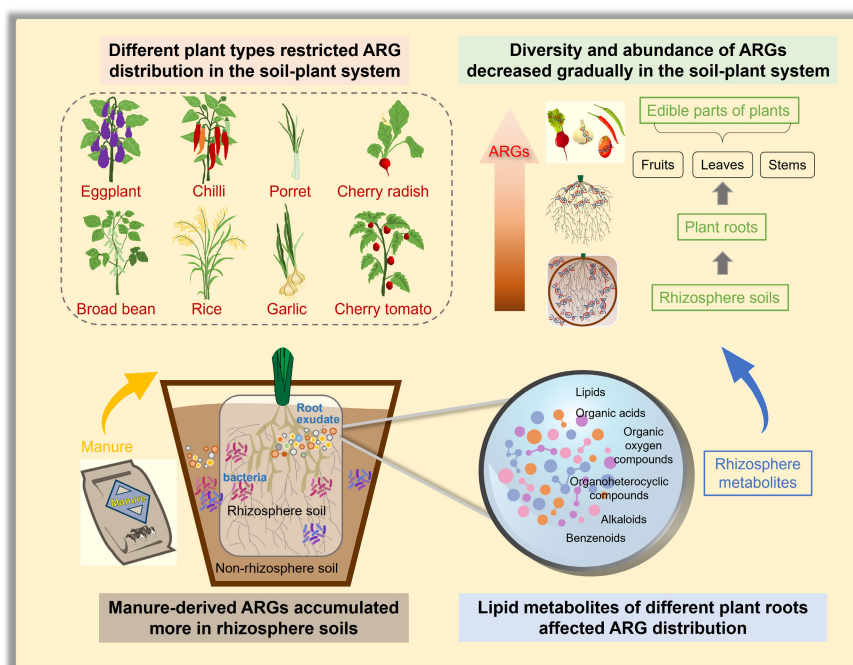 Different plant types restricted ARG
distribution in the soil-plant system
Eggplant
Chilli
Porret
Cherry radish
Broad bean
Rice
Garlic
Cherry tomato
Diversity and abundance of ARGs
decreased gradually in the soil-plant system
ARGs
Edible parts of plants
Fruits
Leaves
Stems
Plant roots
Rhizosphere soils
Manure
Manure
Root
exudate
bacteria
Rhizosphere soil
Non-rhizosphere soil
Manure-derived ARGs accumulated
more in rhizosphere soils
Lipids
Organic acids
Organic
oxygen
compounds
Organoheterocyclic
compounds
Alkaloids
Benzenoids
Rhizosphere
metabolites
Lipid metabolites of different plant roots
affected ARG distribution